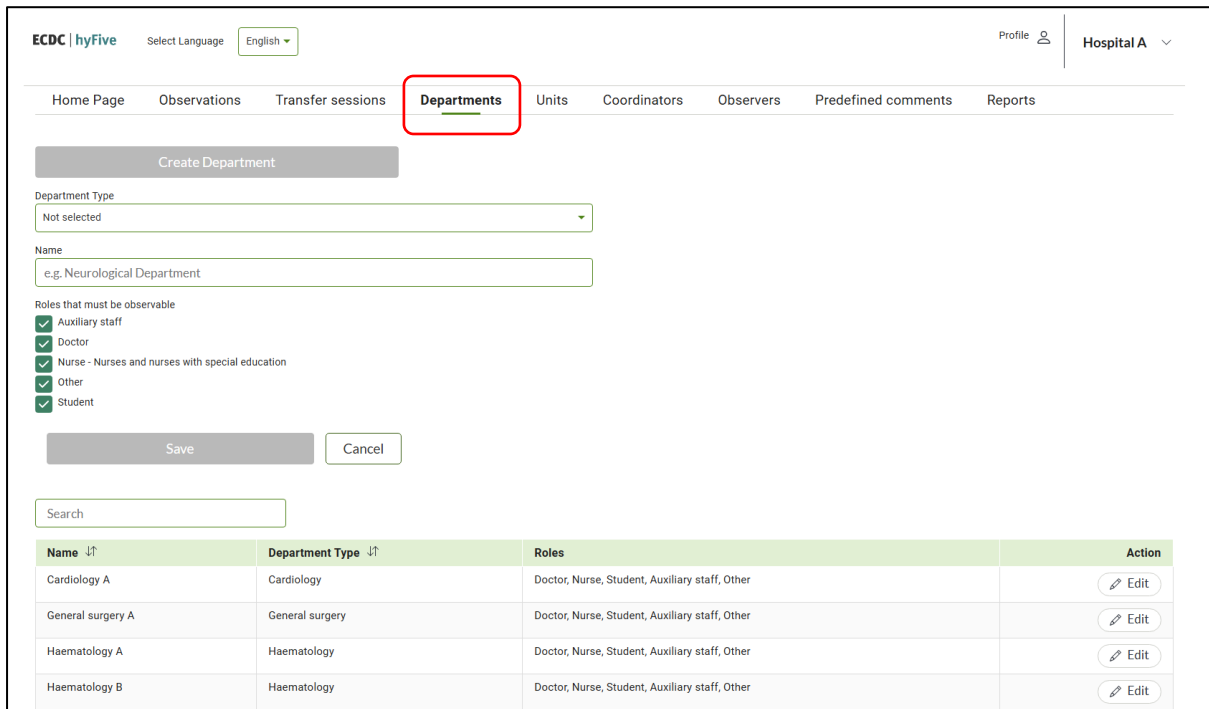 ECDC | hyFive Select Language English Profile Hospital A
Home Page Observations Transfer sessions Departments Units Coordinators Observers Predefined comments Reports
Create Department
Department Type
Not selected
Name
e.g. Neurological Department
Roles that must be observable
Auxiliary staff
Doctor
Nurse - Nurses and nurses with special education
Other
Student
Save Cancel
Search
Name Department Type Roles Action
Cardiology A Cardiology Doctor, Nurse, Student, Auxiliary staff, Other Edit
General surgery A General surgery Doctor, Nurse, Student, Auxiliary staff, Other Edit
Haematology A Haematology Doctor, Nurse, Student, Auxiliary staff, Other Edit
Haematology B Haematology Doctor, Nurse, Student, Auxiliary staff, Other Edit